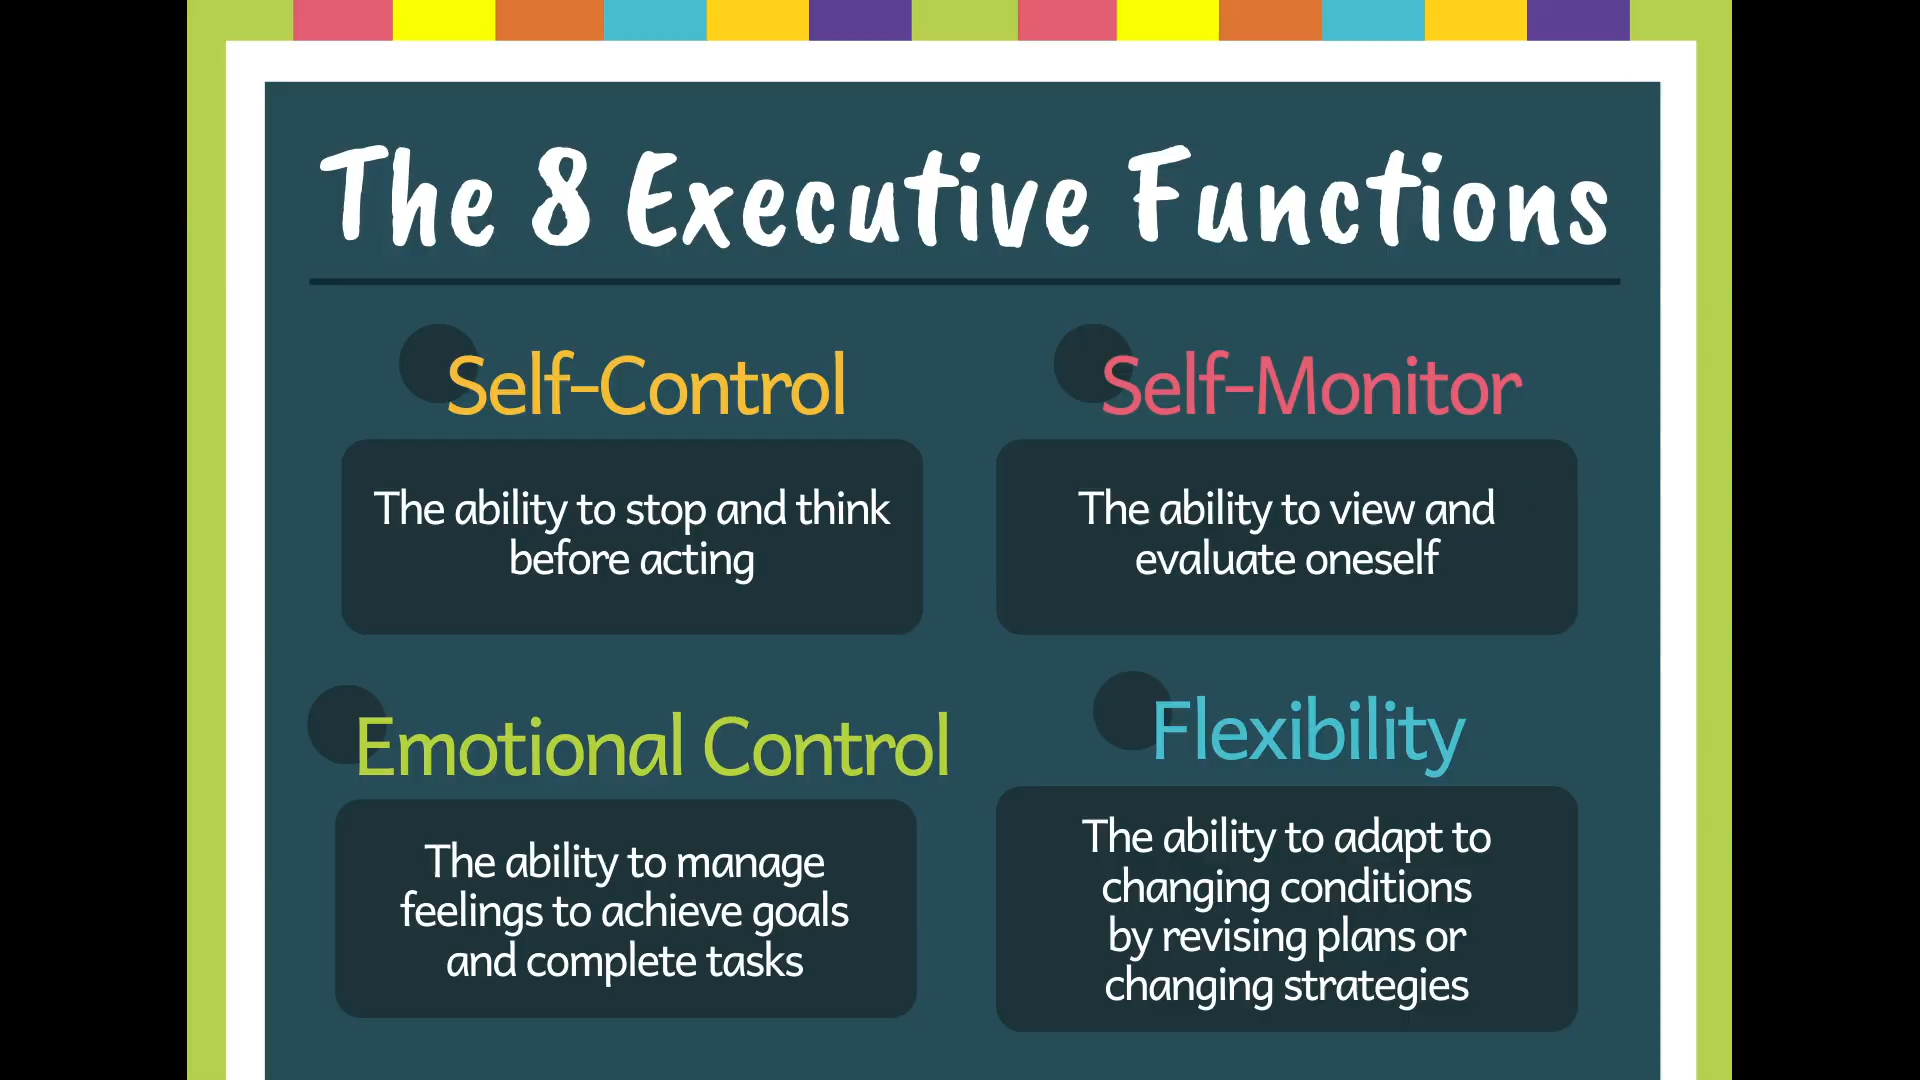 The 8 Executive Functions
Self-Control
The ability to stop and think
before acting
Self-Monitor
The ability to view and
evaluate oneself
Emotional Control
The ability to manage
feelings to achieve goals
and complete tasks
Flexibility
The ability to adapt to
changing conditions
by revising plans or
changing strategies